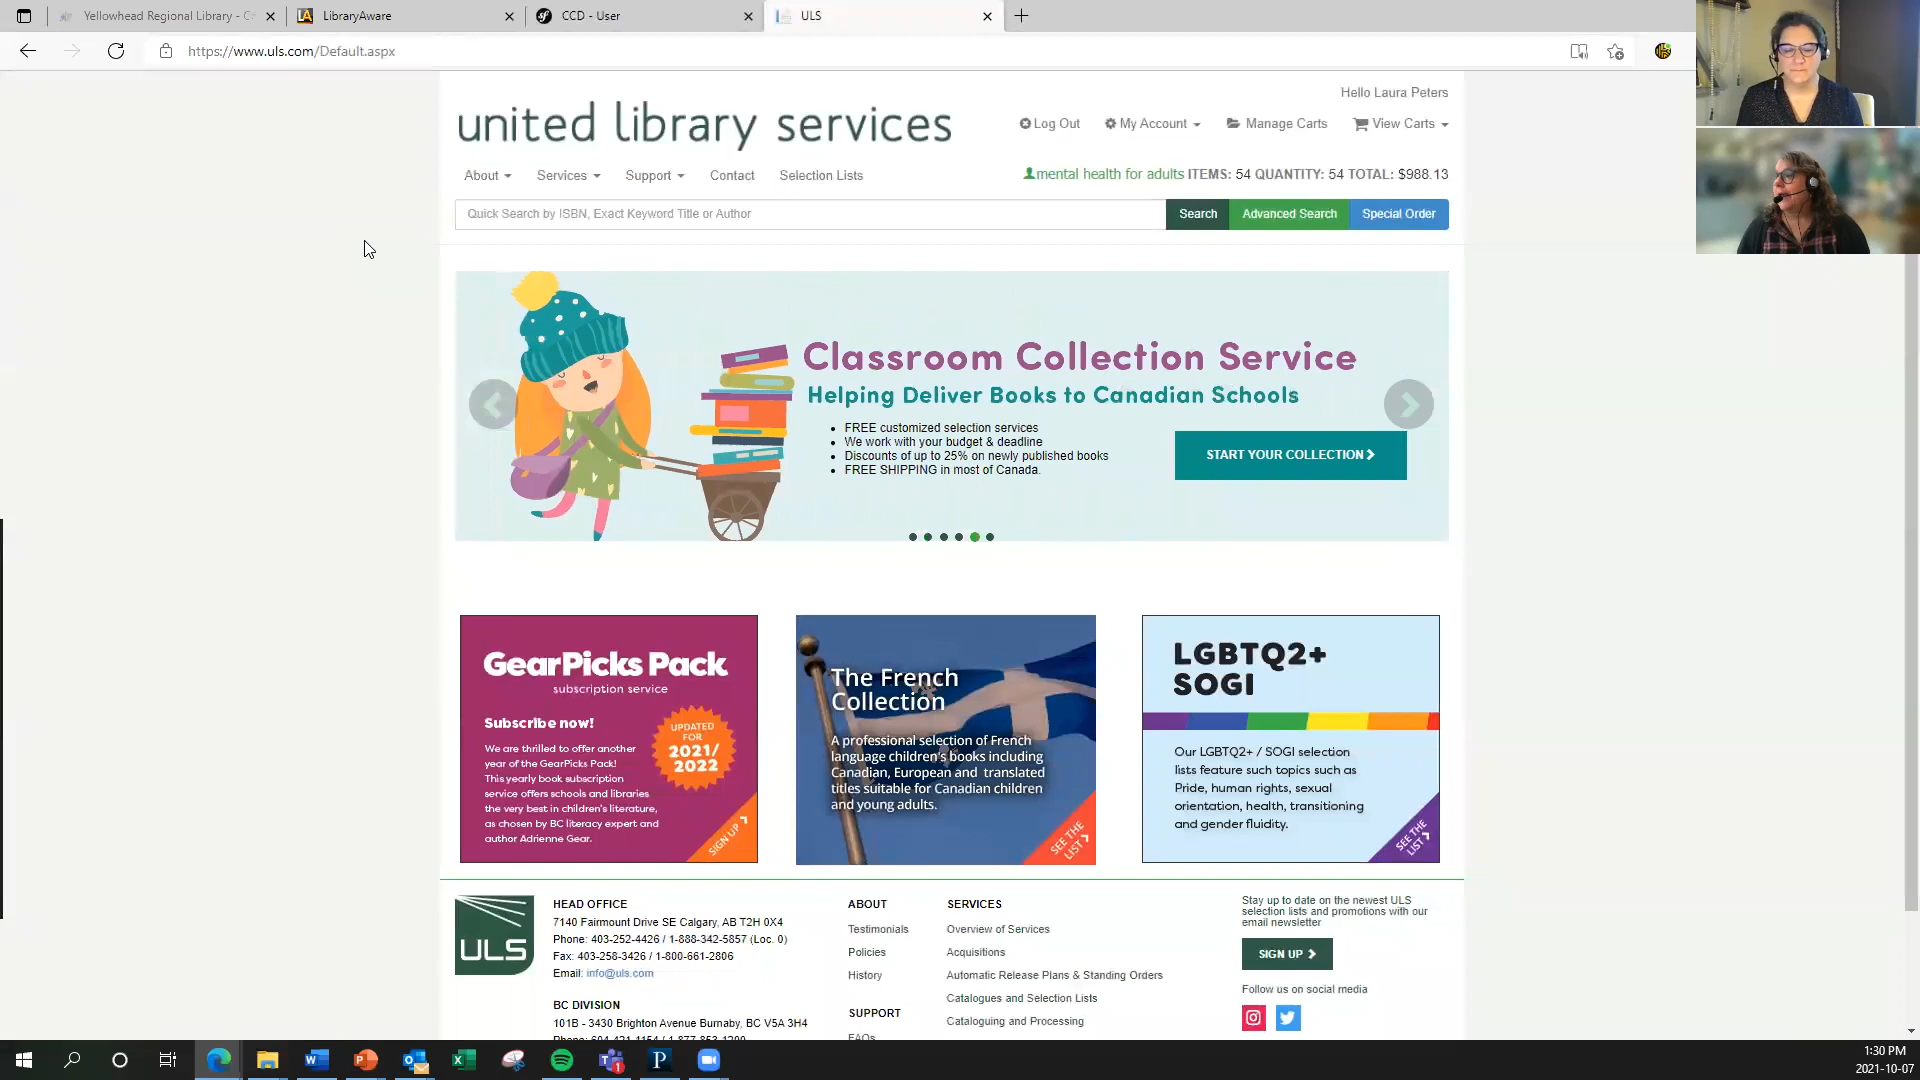 Yellowhead Regional Library - C
LibraryAware
CCD - User
ULS
https://www.uls.com/Default.aspx
Hello Laura Peters
united library services
Log Out
My Account
Manage Carts
View Carts
About
Services
Support
Contact
Selection Lists
mental health for adults ITEMS: 54 QUANTITY: 54 TOTAL: $988.13
Quick Search by ISBN, Exact Keyword Title or Author
Search
Advanced Search
Special Order
Classroom Collection Service
Helping Deliver Books to Canadian Schools
FREE customized selection services
We work with your budget & deadline
Discounts of up to 25% on newly published books
FREE SHIPPING in most of Canada.
START YOUR COLLECTION
GearPicks Pack
subscription service
Subscribe now!
We are thrilled to offer another
year of the GearPicks Pack!
This yearly book subscription
service offers schools and libraries
the very best in children's literature,
as chosen by BC literacy expert and
author Adrienne Gear.
UPDATED
FOR
2021/
2022
SIGN UP
The French
Collection
A professional selection of French
language children's books including
Canadian, European and translated
titles suitable for Canadian children
and young adults.
SEE THE
LIST
LGBTQ2+
SOGI
Our LGBTQ2+ / SOGI selection
lists feature such topics such as
Pride, human rights, sexual
orientation, health, transitioning
and gender fluidity.
SEE THE
LIST
ULS
HEAD OFFICE
7140 Fairmount Drive SE Calgary, AB T2H 0X4
Phone: 403-252-4426 / 1-888-342-5857 (Loc. 0)
Fax: 403-258-3426 / 1-800-661-2806
Email: info@uls.com
BC DIVISION
101B - 3430 Brighton Avenue Burnaby, BC V5A 3H4
Phone: 604-421-1154 / 1-877-853-1200
ABOUT
Testimonials
Policies
History
SUPPORT
FAQs
SERVICES
Overview of Services
Acquisitions
Automatic Release Plans & Standing Orders
Catalogues and Selection Lists
Cataloguing and Processing
Stay up to date on the newest ULS
selection lists and promotions with our
email newsletter
SIGN UP
Follow us on social media
1:30 PM
2021-10-07